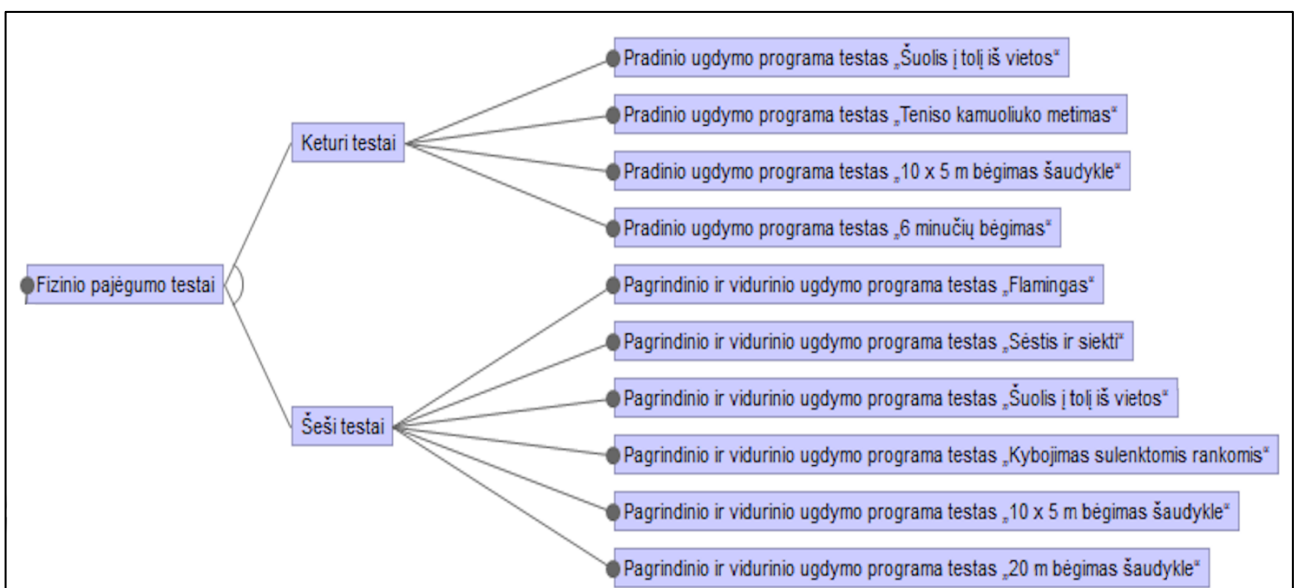 Fizinio pajėgumo testai
Keturi testai
Pradinio ugdymo programa testas „Šuolis į tolį iš vietos“
Pradinio ugdymo programa testas „Teniso kamuoliuko metimas“
Pradinio ugdymo programa testas „10 x 5 m bėgimas šaudykle“
Pradinio ugdymo programa testas „6 minučių bėgimas“
Šeši testai
Pagrindinio ir vidurinio ugdymo programa testas „Flamingas“
Pagrindinio ir vidurinio ugdymo programa testas „Sėstis ir siekti“
Pagrindinio ir vidurinio ugdymo programa testas „Šuolis į tolį iš vietos“
Pagrindinio ir vidurinio ugdymo programa testas „Kybojimas sulenktomis rankomis“
Pagrindinio ir vidurinio ugdymo programa testas „10 x 5 m bėgimas šaudykle“
Pagrindinio ir vidurinio ugdymo programa testas „20 m bėgimas šaudykle“